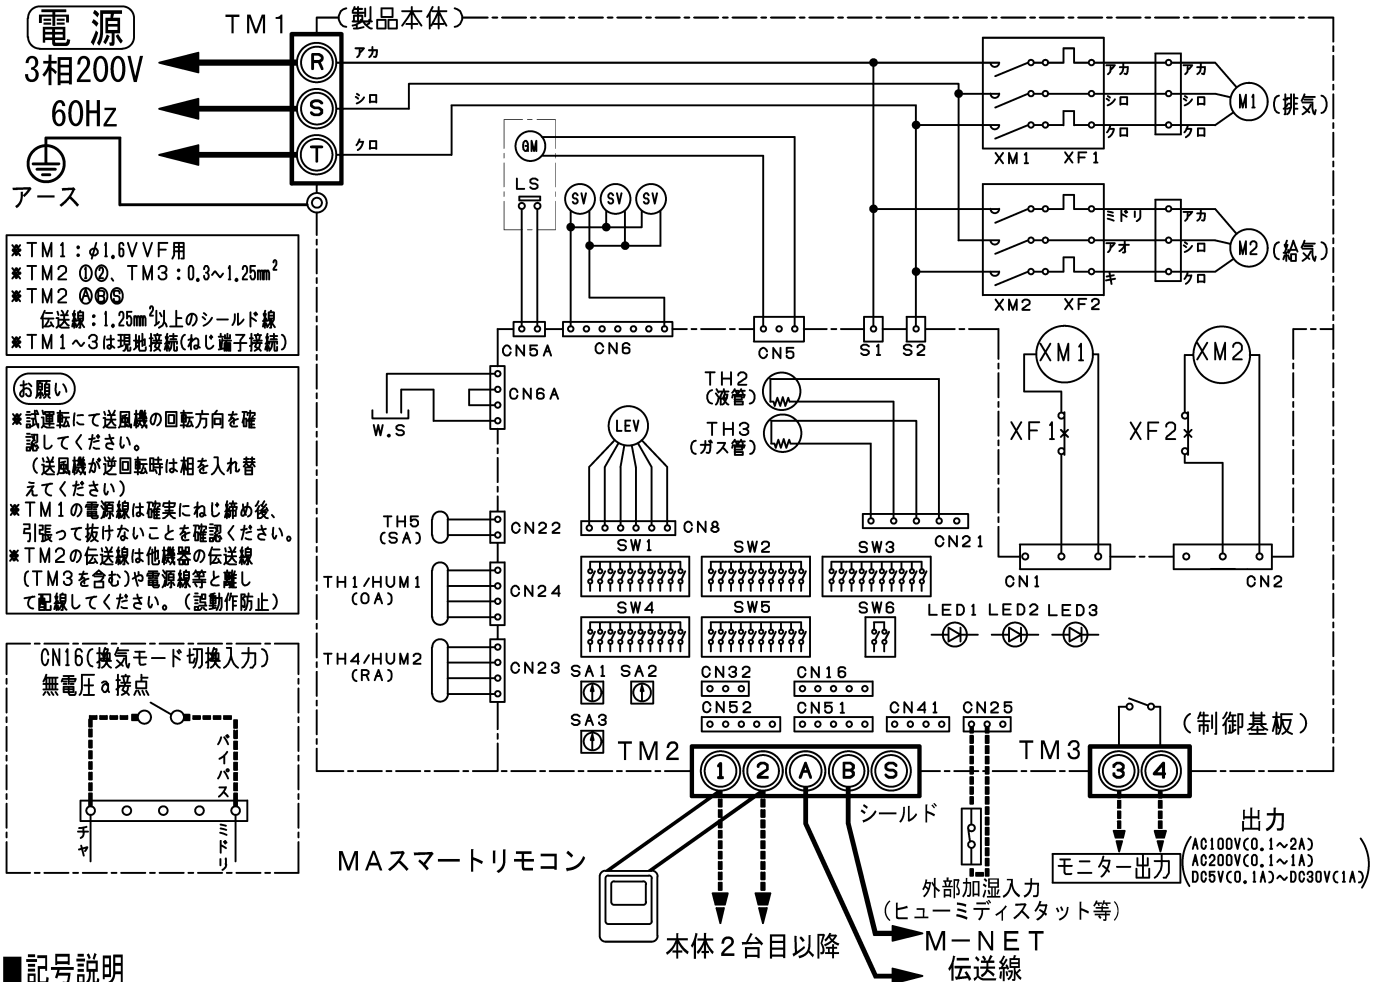 電 源
3相200V
60Hz
アース
TM1
(製品本体)
R
S
T
アカ
シロ
クロ
GM
LS
SV
SV
SV
アカ
シロ
クロ
アカ
シロ
クロ
M1
(排気)
XM1
XF1
ミドリ
アオ
キ
アカ
シロ
クロ
M2
(給気)
XM2
XF2
※TM1:φ1.6VVF用
※TM2 ①②、TM3:0.3~1.25mm²
※TM2 ⒶⒷⓈ
伝送線:1.25mm²以上のシールド線
※TM1~3は現地接続(ねじ端子接続)
お願い
※試運転にて送風機の回転方向を確
認してください。
(送風機が逆回転時は相を入れ替
えてください)
※TM1の電源線は確実にねじ締め後、
引張って抜けないことを確認ください。
※TM2の伝送線は他機器の伝送線
(TM3を含む)や電源線等と離し
て配線してください。(誤動作防止)
CN5A
CN6
CN5
S1
S2
CN6A
W.S
LEV
TH2
(液管)
TH3
(ガス管)
XM1
XF1
XM2
XF2
TH5
(SA)
CN22
CN8
CN21
CN1
CN2
TH1/HUM1
(OA)
CN24
SW1
SW2
SW3
SW4
SW5
SW6
LED1
LED2
LED3
TH4/HUM2
(RA)
CN23
SA1
SA2
SA3
CN32
CN16
CN52
CN51
CN41
CN25
CN16(換気モード切換入力)
無電圧a接点
バイパス
チャ
ミドリ
TM2
1
2
A
B
S
シールド
TM3
3
4
(制御基板)
MAスマートリモコン
本体2台目以降
外部加湿入力
(ヒューミディスタット等)
M-NET
伝送線
モニター出力
出力
(AC100V(0.1~2A)
AC200V(0.1~1A)
DC5V(0.1A)~DC30V(1A))
■記号説明